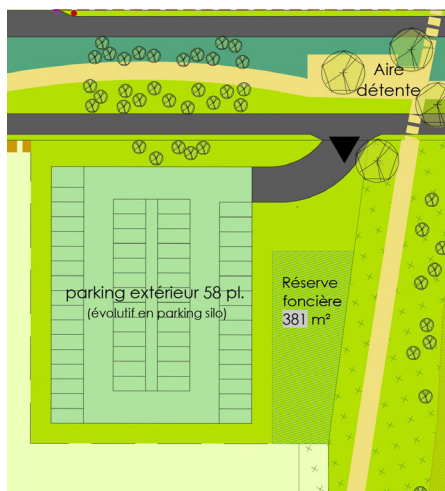 Aire
détente
parking extérieur 58 pl.
(évolutif en parking silo)
Réserve
foncière
381 m²